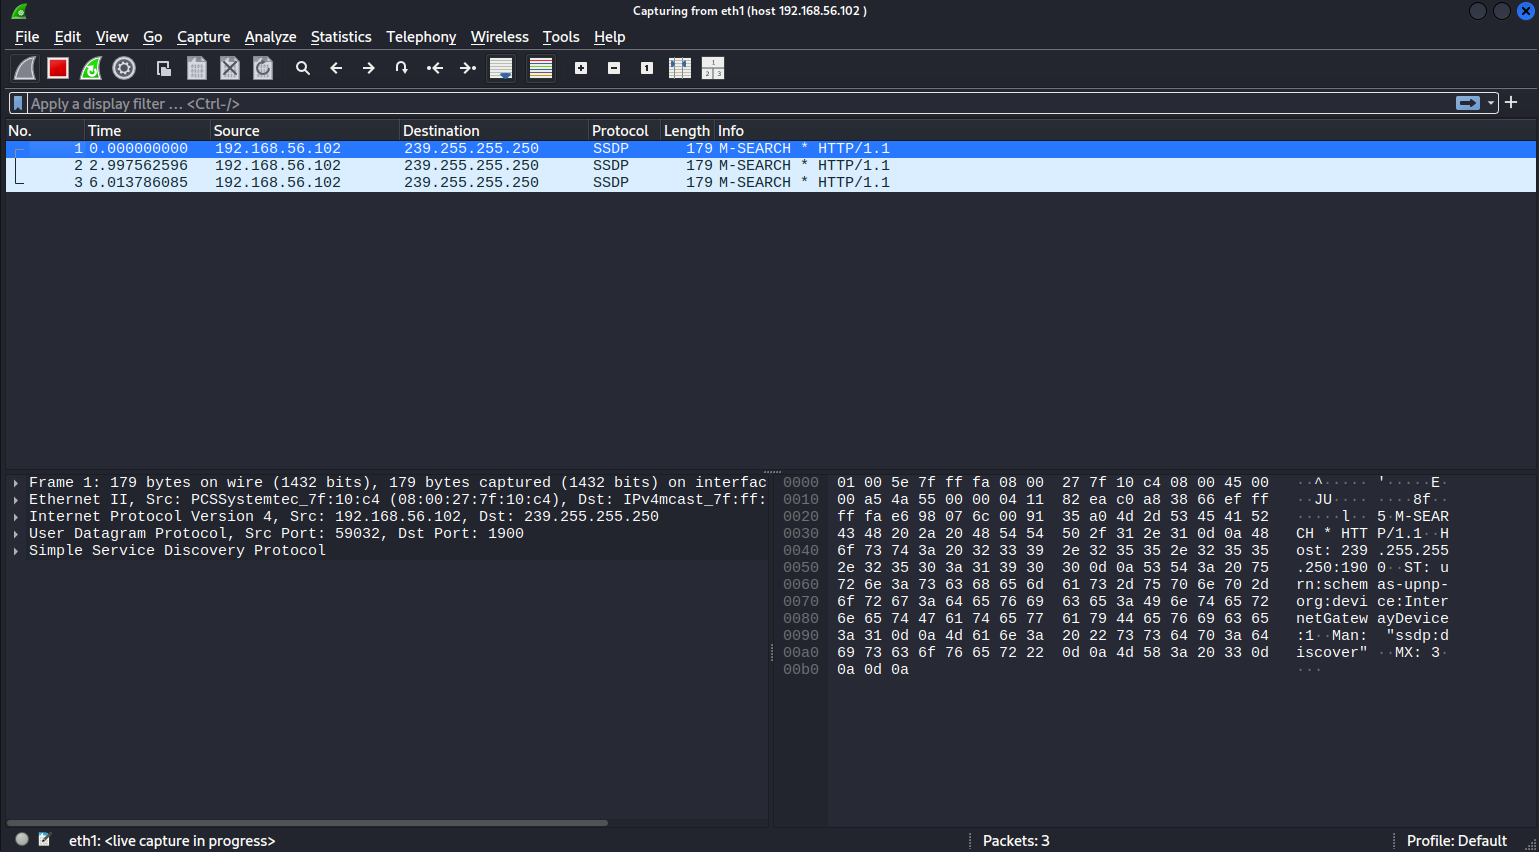 Capturing from eth1 (host 192.168.56.102 )
File Edit View Go Capture Analyze Statistics Telephony Wireless Tools Help
Apply a display filter … <Ctrl-/>
No. Time Source Destination Protocol Length Info
1 0.000000000 192.168.56.102 239.255.255.250 SSDP 179 M-SEARCH * HTTP/1.1
2 2.997562596 192.168.56.102 239.255.255.250 SSDP 179 M-SEARCH * HTTP/1.1
3 6.013786085 192.168.56.102 239.255.255.250 SSDP 179 M-SEARCH * HTTP/1.1
Frame 1: 179 bytes on wire (1432 bits), 179 bytes captured (1432 bits) on interfac
Ethernet II, Src: PCSSystemtec_7f:10:c4 (08:00:27:7f:10:c4), Dst: IPv4mcast_7f:ff:
Internet Protocol Version 4, Src: 192.168.56.102, Dst: 239.255.255.250
User Datagram Protocol, Src Port: 59032, Dst Port: 1900
Simple Service Discovery Protocol
0000 01 00 5e 7f ff fa 08 00 27 7f 10 c4 08 00 45 00 ··^····· '·····E·
0010 00 a5 4a 55 00 00 04 11 82 ea c0 a8 38 66 ef ff ··JU···· ····8f··
0020 ff fa e6 98 07 6c 00 91 35 a0 4d 2d 53 45 41 52 ·····l·· 5·M-SEAR
0030 43 48 20 2a 20 48 54 54 50 2f 31 2e 31 0d 0a 48 CH * HTT P/1.1··H
0040 6f 73 74 3a 20 32 33 39 2e 32 35 35 2e 32 35 35 ost: 239 .255.255
0050 2e 32 35 30 3a 31 39 30 30 0d 0a 53 54 3a 20 75 .250:190 0··ST: u
0060 72 6e 3a 73 63 68 65 6d 61 73 2d 75 70 6e 70 2d rn:schem as-upnp-
0070 6f 72 67 3a 64 65 76 69 63 65 3a 49 6e 74 65 72 org:devi ce:Inter
0080 6e 65 74 47 61 74 65 77 61 79 44 65 76 69 63 65 netGatew ayDevice
0090 3a 31 0d 0a 4d 61 6e 3a 20 22 73 73 64 70 3a 64 :1··Man: "ssdp:d
00a0 69 73 63 6f 76 65 72 22 0d 0a 4d 58 3a 20 33 0d iscover" ··MX: 3·
00b0 0a 0d 0a ···
eth1: <live capture in progress> Packets: 3 Profile: Default